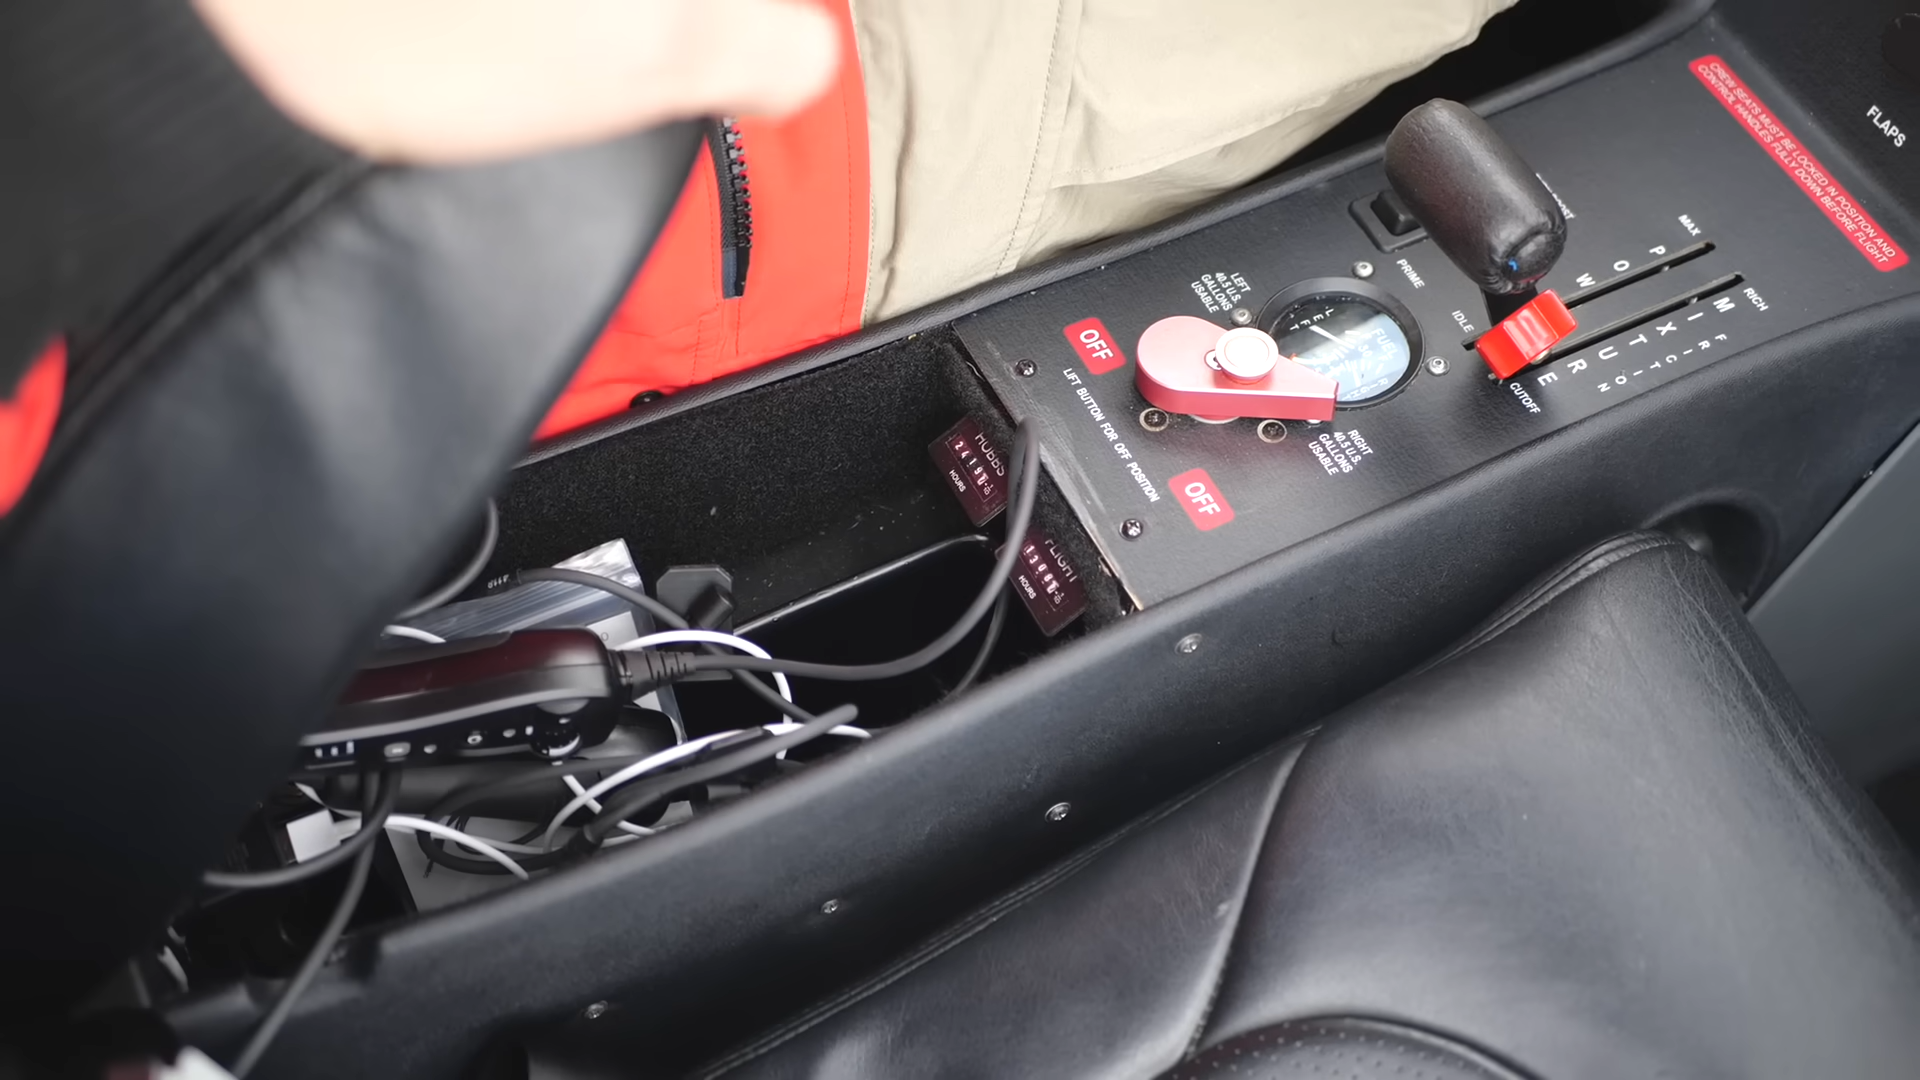 CREW SEATS MUST BE LOCKED IN POSITION AND
CONTROL HANDLES FULLY DOWN BEFORE FLIGHT
FLAPS
MAX
POWER
IDLE
RICH
MIXTURE
CUTOFF
FRICTION
PRIME
LEFT
40.5 U.S.
GALLONS
USABLE
OFF
LEFT
FUEL
LIFT BUTTON FOR OFF POSITION
RIGHT
40.5 U.S.
GALLONS
USABLE
OFF
HOBBS
HOURS
FLIGHT
HOURS